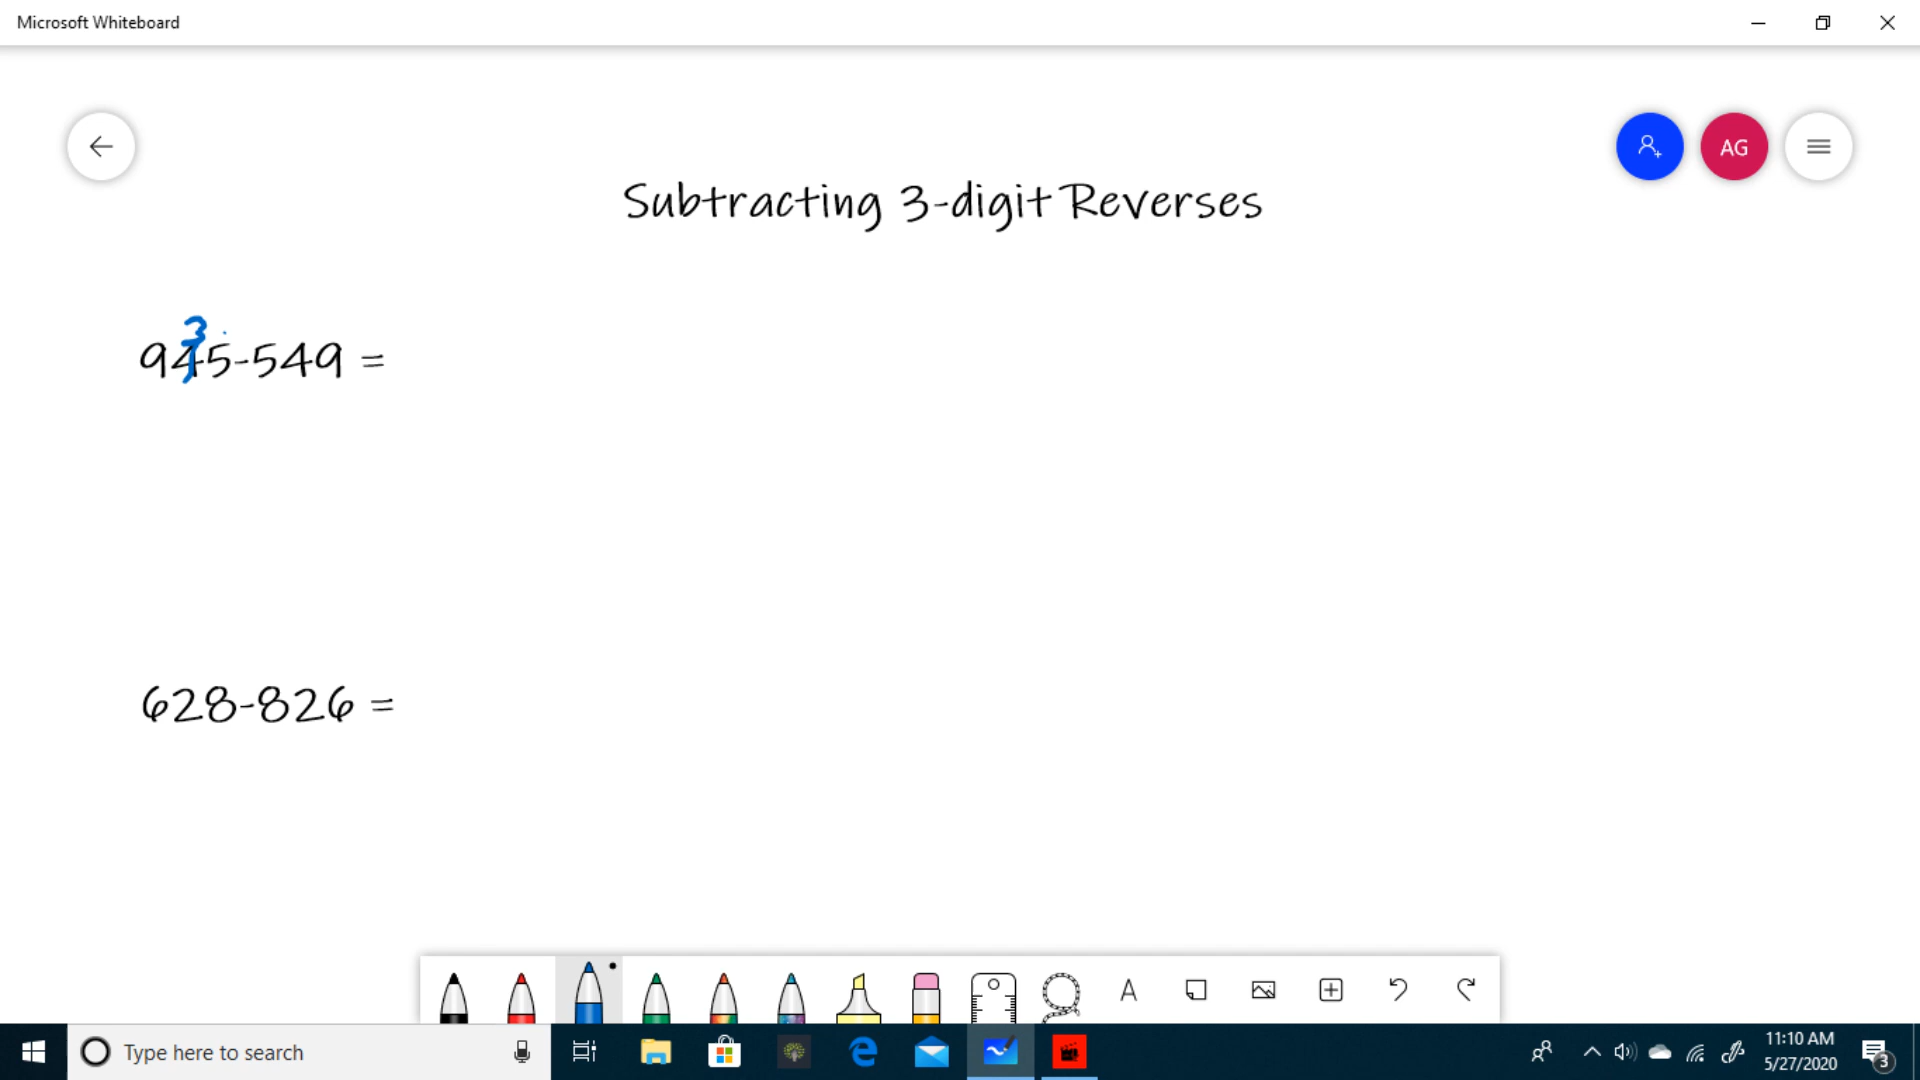 Microsoft Whiteboard
AG
Subtracting 3-digit Reverses
3
945-549 =
628-826 =
A
Type here to search
11:10 AM
5/27/2020
3